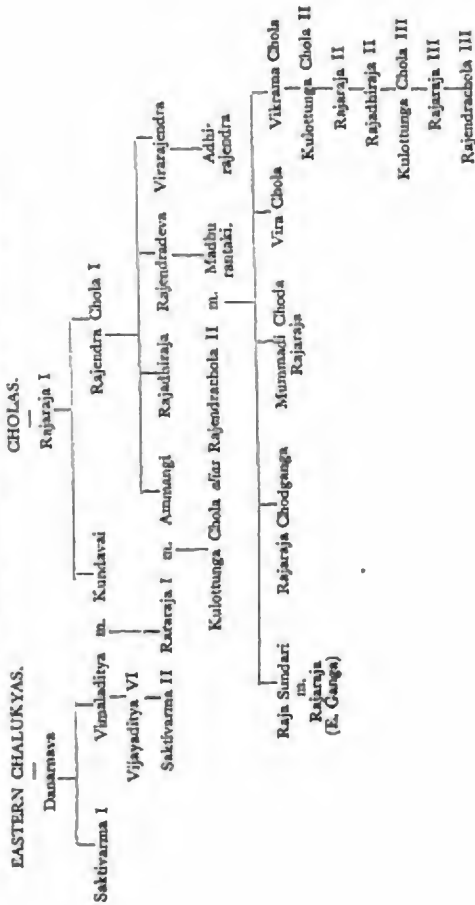 EASTERN CHALUKYAS. CHOLAS.
Danarnava Rajaraja I
Saktivarma I Vimaladitya m. Kundavai Rajendra Chola I
Vijayaditya VI
Saktivarma II Rataraja I m. Ammangi Rajadhiraja Rajendradeva Virarajendra
Madhu Adhi-
rantaki. rajendra
Kulottunga Chola alias Rajendrachola II m.
Raja Sundari Rajaraja Chodganga Mummadi Choda Vira Chola Vikrama Chola
m. Rajaraja
Rajaraja
(E. Ganga)
Kulottunga Chola II
Rajaraja II
Rajadhiraja II
Kulottunga Chola III
Rajaraja III
Rajendrachola III